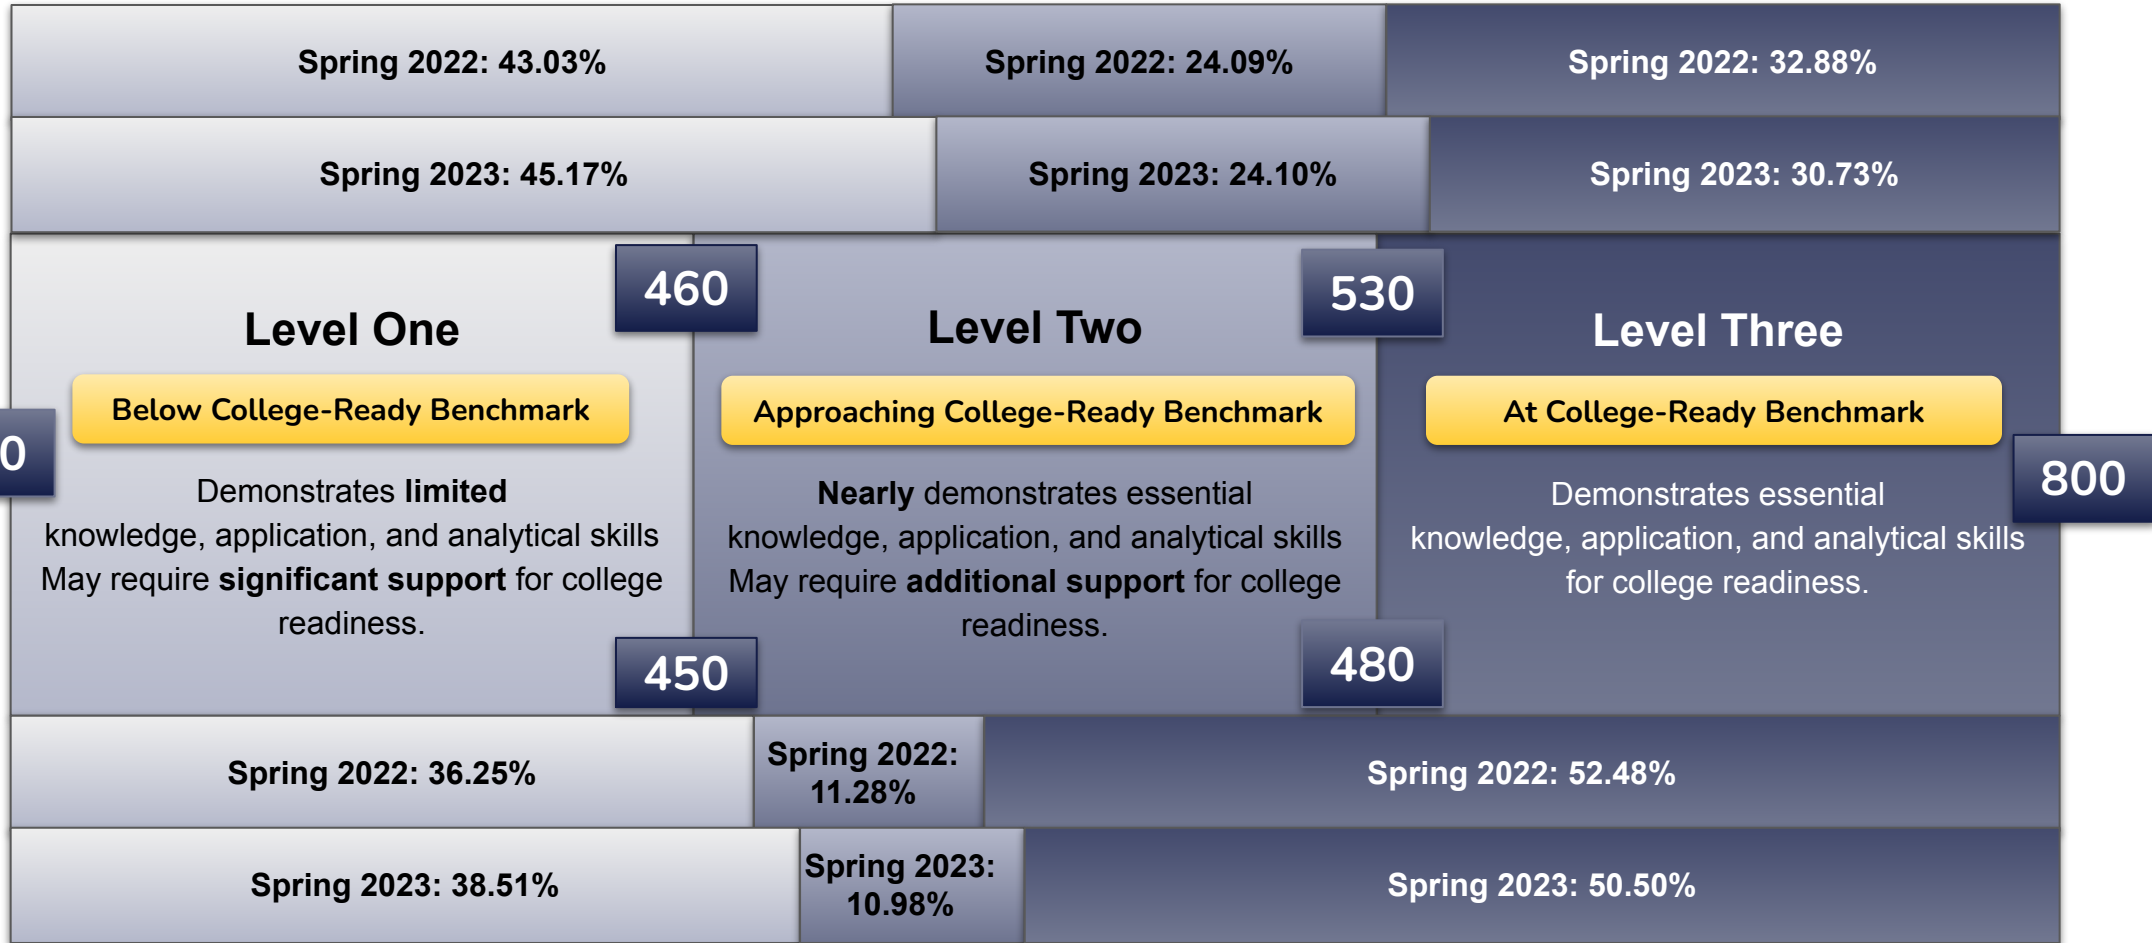 Spring 2022: 43.03%
Spring 2022: 24.09%
Spring 2022: 32.88%
Spring 2023: 45.17%
Spring 2023: 24.10%
Spring 2023: 30.73%
460
530
Level One
Level Two
Level Three
Below College-Ready Benchmark
Approaching College-Ready Benchmark
At College-Ready Benchmark
0
800
Demonstrates limited
knowledge, application, and analytical skills
May require significant support for college
readiness.
Nearly demonstrates essential
knowledge, application, and analytical skills
May require additional support for college
readiness.
Demonstrates essential
knowledge, application, and analytical skills
for college readiness.
450
480
Spring 2022: 36.25%
Spring 2022:
11.28%
Spring 2022: 52.48%
Spring 2023: 38.51%
Spring 2023:
10.98%
Spring 2023: 50.50%